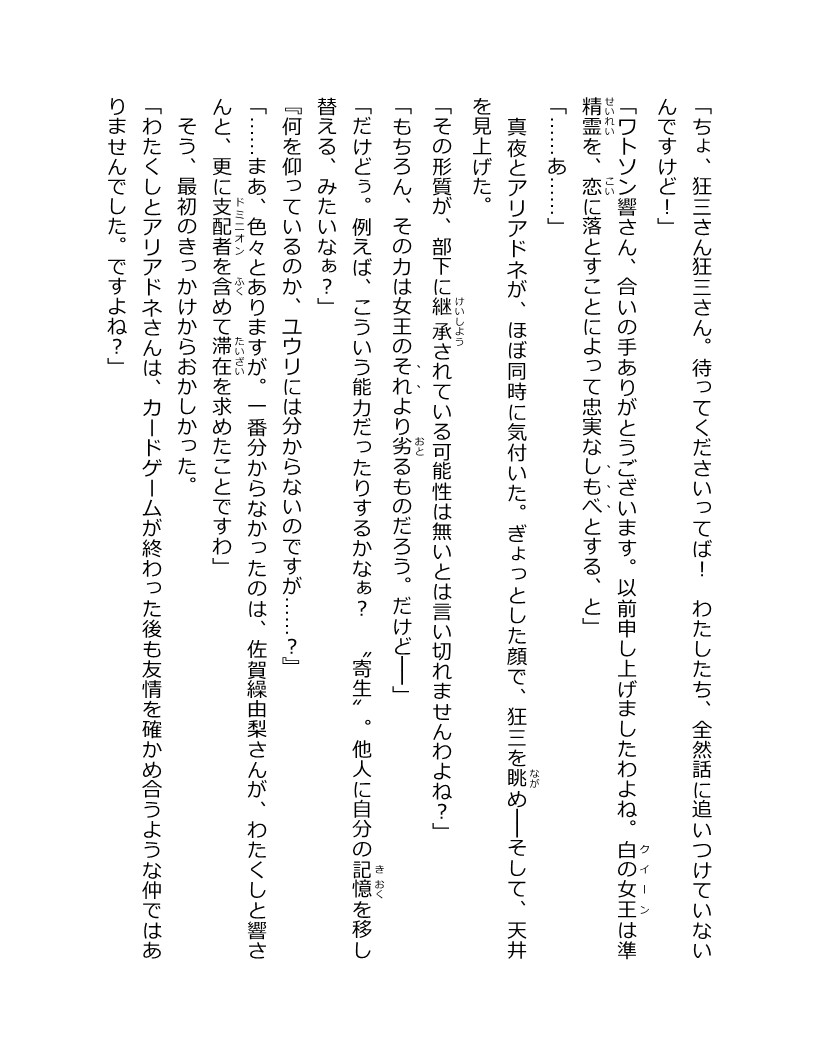 「ちょ、狂三さん狂三さん。待ってくださいってば！　わたしたち、全然話に追いつけていない
んですけど！」
「ワトソン響さん、合いの手ありがとうございます。以前申し上げましたわよね。白の女王は準
精霊を、恋に落とすことによって忠実なしもべとする、と」
「……あ……」
　真夜とアリアドネが、ほぼ同時に気付いた。ぎょっとした顔で、狂三を眺め──そして、天井
を見上げた。
「その形質が、部下に継承されている可能性は無いとは言い切れませんわよね？」
「もちろん、その力は女王のそれより劣るものだろう。だけど──」
「だけどぅ。例えば、こういう能力だったりするかなぁ？　〝寄生〟。他人に自分の記憶を移し
替える、みたいなぁ？」
『何を仰っているのか、ユウリには分からないのですが……？』
「……まあ、色々とありますが。一番分からなかったのは、佐賀繰由梨さんが、わたくしと響さ
んと、更に支配者を含めて滞在を求めたことですわ」
　そう、最初のきっかけからおかしかった。
「わたくしとアリアドネさんは、カードゲームが終わった後も友情を確かめ合うような仲ではあ
りませんでした。ですよね？」